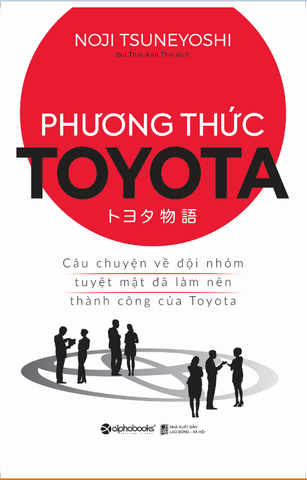 NOJI TSUNEYOSHI
Bùi Thái Anh Thơ dịch
PHƯƠNG THỨC
TOYOTA
トヨタ物語
Câu chuyện về đội nhóm
tuyệt mật đã làm nên
thành công của Toyota
alphabooks
NHÀ XUẤT BẢN
LAO ĐỘNG - XÃ HỘI